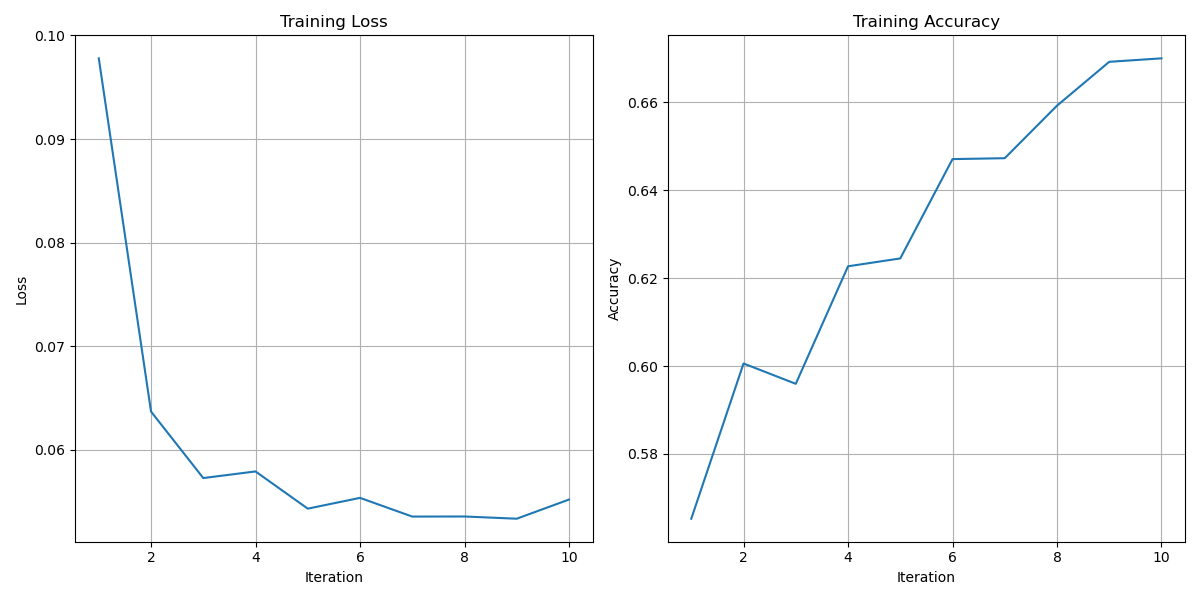 Training Loss
0.10
0.09
0.08
0.07
0.06
Loss
2 4 6 8 10
Iteration
Training Accuracy
0.66
0.64
0.62
0.60
0.58
Accuracy
2 4 6 8 10
Iteration